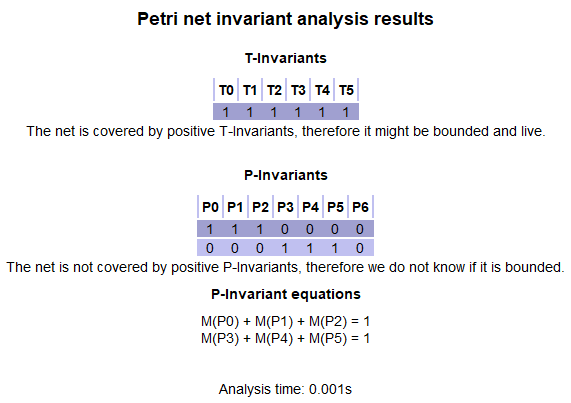 Petri net invariant analysis results
T-Invariants
T0 T1 T2 T3 T4 T5
1 1 1 1 1 1
The net is covered by positive T-Invariants, therefore it might be bounded and live.
P-Invariants
P0 P1 P2 P3 P4 P5 P6
1 1 1 0 0 0 0
0 0 0 1 1 1 0
The net is not covered by positive P-Invariants, therefore we do not know if it is bounded.
P-Invariant equations
M(P0) + M(P1) + M(P2) = 1
M(P3) + M(P4) + M(P5) = 1
Analysis time: 0.001s